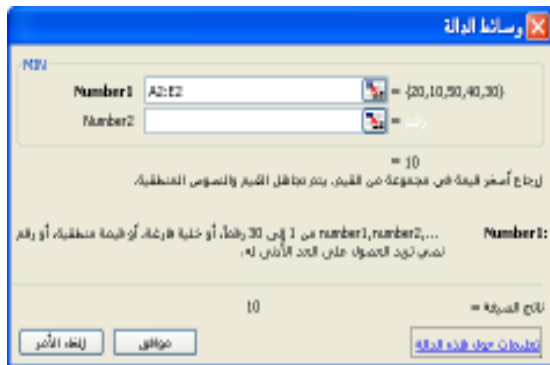 وسائط الدالة
MIN
Number1 A2:E2 = {20,10,50,40,30}
Number2 = رقم
= 10
إرجاع أصغر قيمة في مجموعة من القيم. يتم تجاهل القيم والنصوص المنطقية.
Number1: number1,number2,... من 1 إلى 30 رقماً، أو خلية فارغة، أو قيمة منطقية، أو رقم
نصي تريد الحصول على الحد الأدنى له.
ناتج الصيغة = 10
تعليمات حول هذه الدالة
موافق
إلغاء الأمر